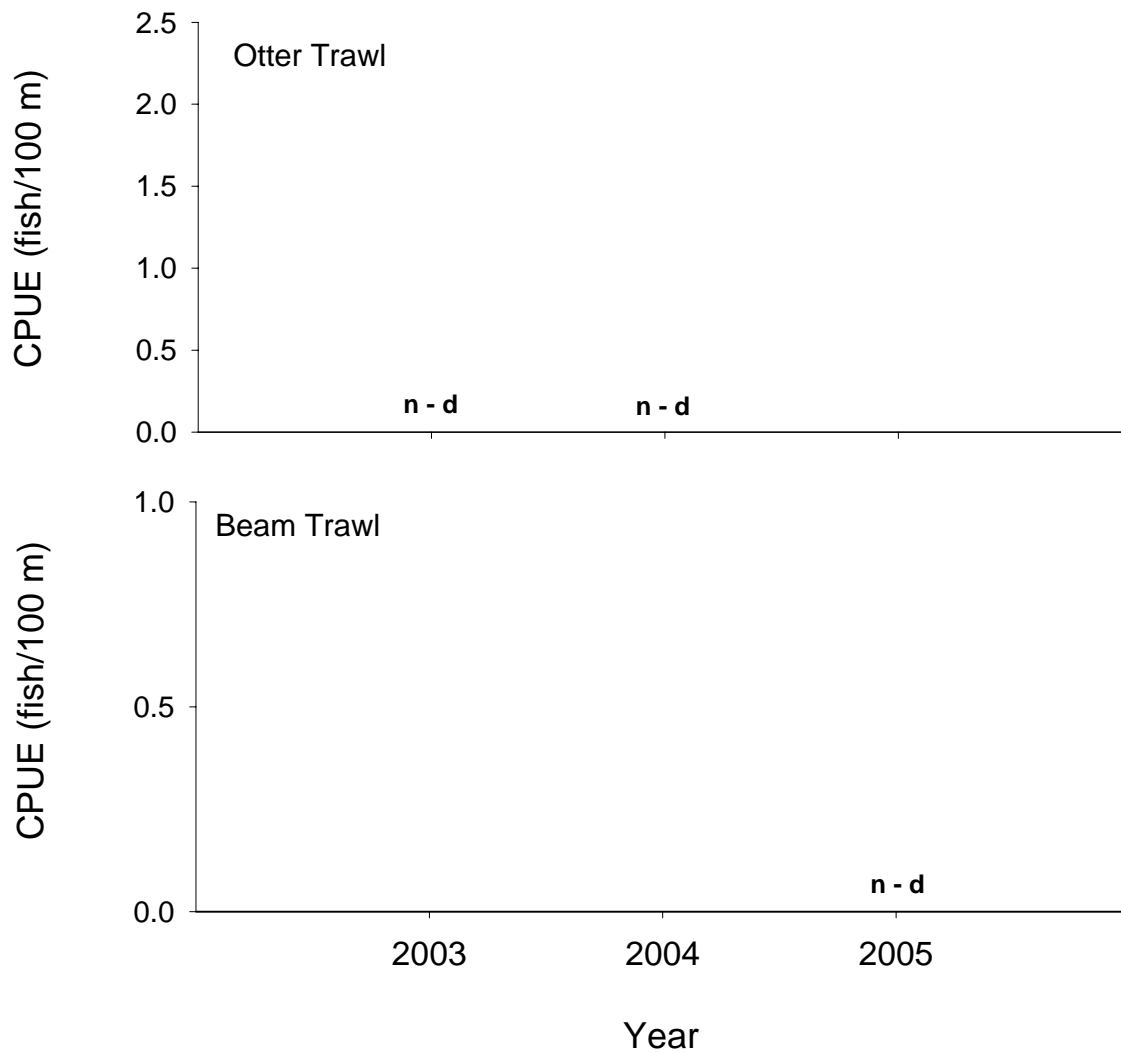 CPUE (fish/100 m)
2.5
Otter Trawl
2.0
1.5
1.0
0.5
n - d n - d
0.0
CPUE (fish/100 m)
1.0
Beam Trawl
0.5
n - d
0.0
2003 2004 2005
Year